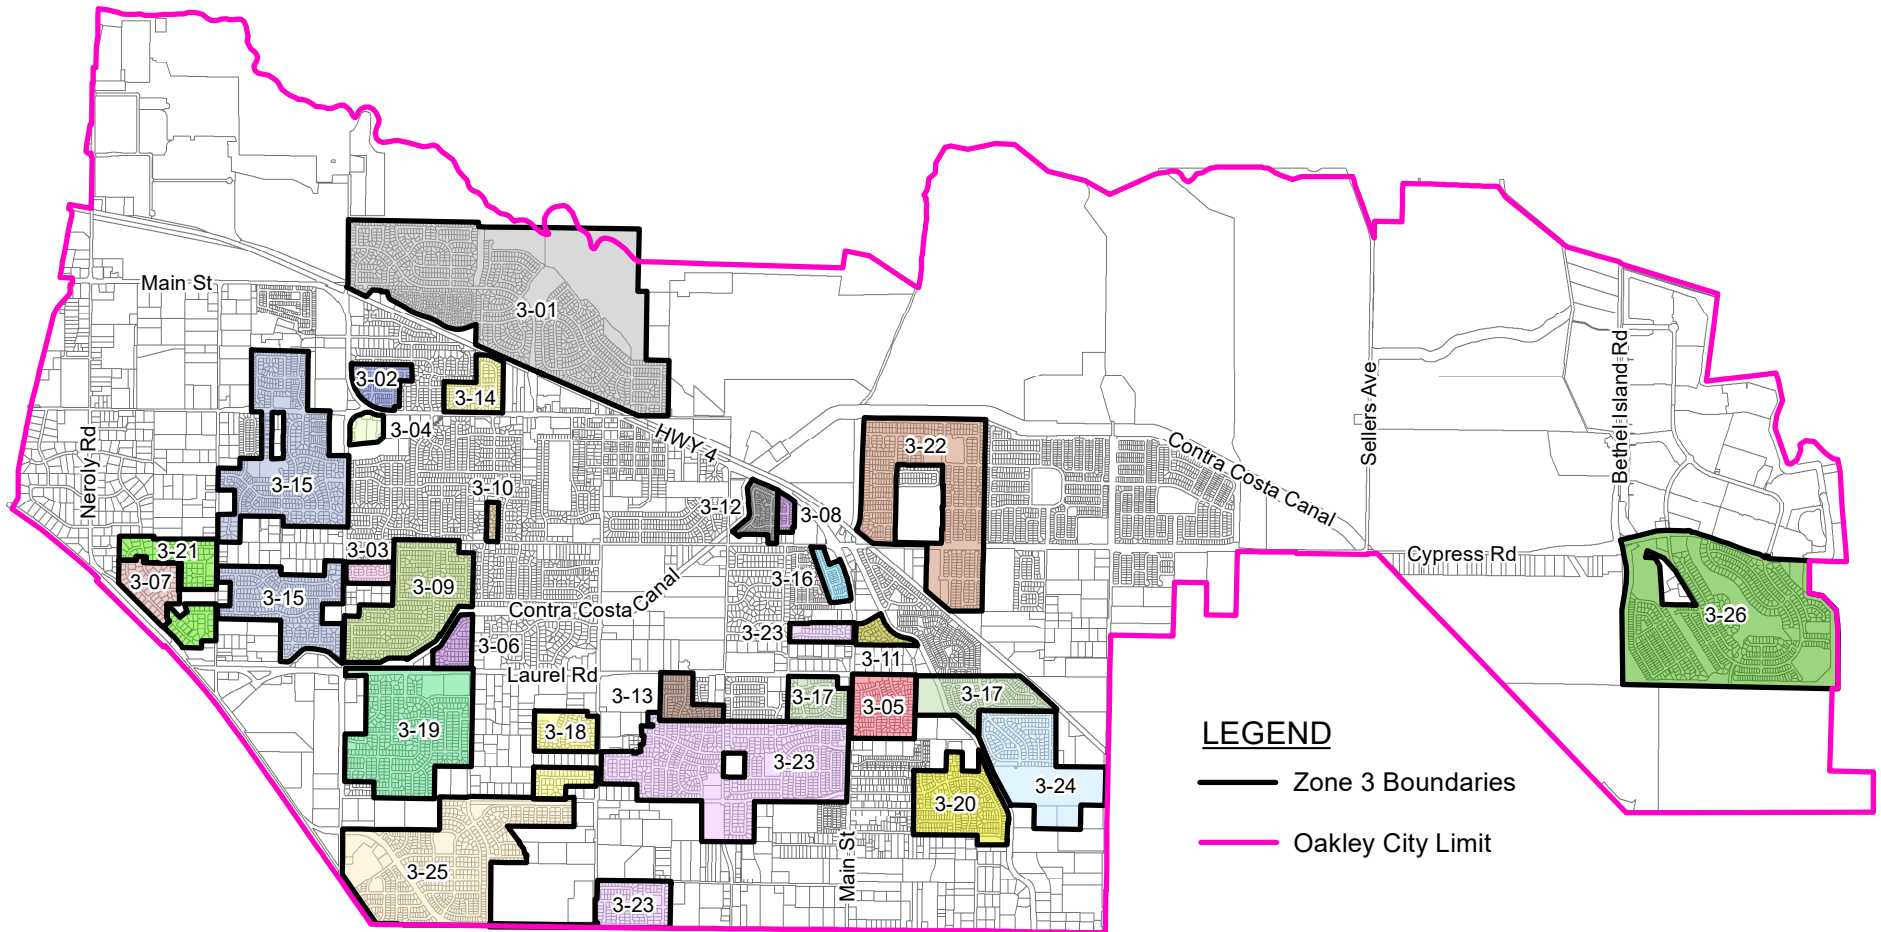 Main St
3-01
3-02
3-14
3-04
HWY 4
Nerolly Rd
3-22
Contra Costa Canal
Sellers Ave
Bethel Island Rd
3-15
3-10
3-12
3-08
3-21
3-03
Cypress Rd
3-07
3-09
3-16
3-15
Contra Costa Canal
3-26
3-23
3-06
3-11
Laurel Rd
3-13
3-17
3-05
3-17
3-19
3-18
3-23
3-24
3-20
LEGEND
Zone 3 Boundaries
Oakley City Limit
Main St
3-25
3-23